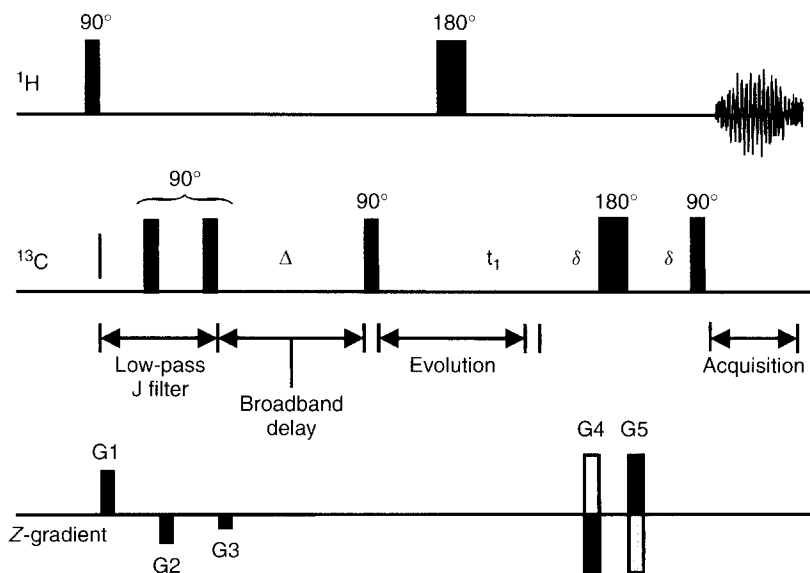 90° 180°
¹H
90°
90° 180° 90°
¹³C Δ t₁ δ δ
Low-pass Evolution Acquisition
J filter
Broadband
delay
G1 G4 G5
Z-gradient
G2 G3